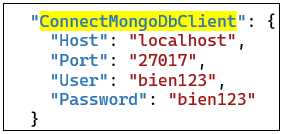 "ConnectMongoDbClient": {
"Host": "localhost",
"Port": "27017",
"User": "bien123",
"Password": "bien123"
}